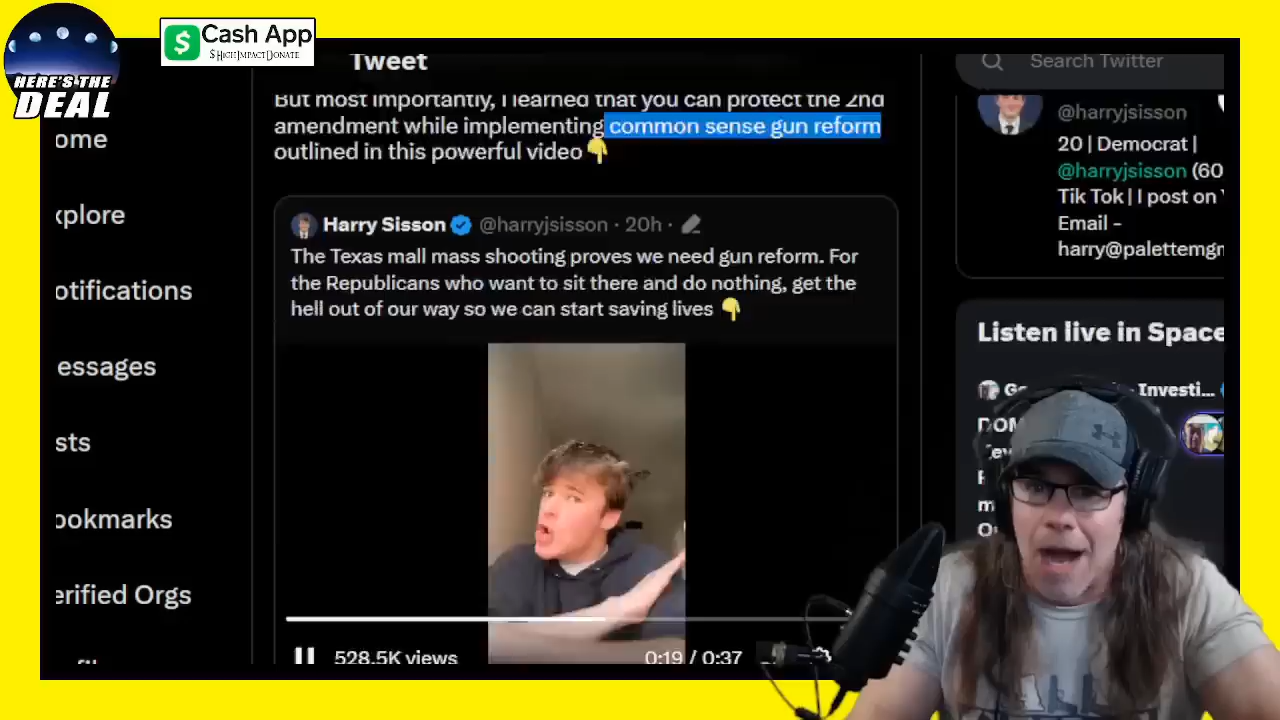 HERE'S THE
DEAL
Cash App
$HighImpactDonate
Tweet
But most importantly, I learned that you can protect the 2nd
amendment while implementing common sense gun reform
outlined in this powerful video👇
Harry Sisson @harryjsisson · 20h ·
The Texas mall mass shooting proves we need gun reform. For
the Republicans who want to sit there and do nothing, get the
hell out of our way so we can start saving lives 👇
528.5K views
0:19 / 0:37
ome
xplore
otifications
essages
sts
ookmarks
erified Orgs
Search Twitter
@harryjsisson
20 | Democrat |
@harryjsisson (60
Tik Tok | I post on
Email -
harry@palettemgr
Listen live in Space
Investi...
DOM